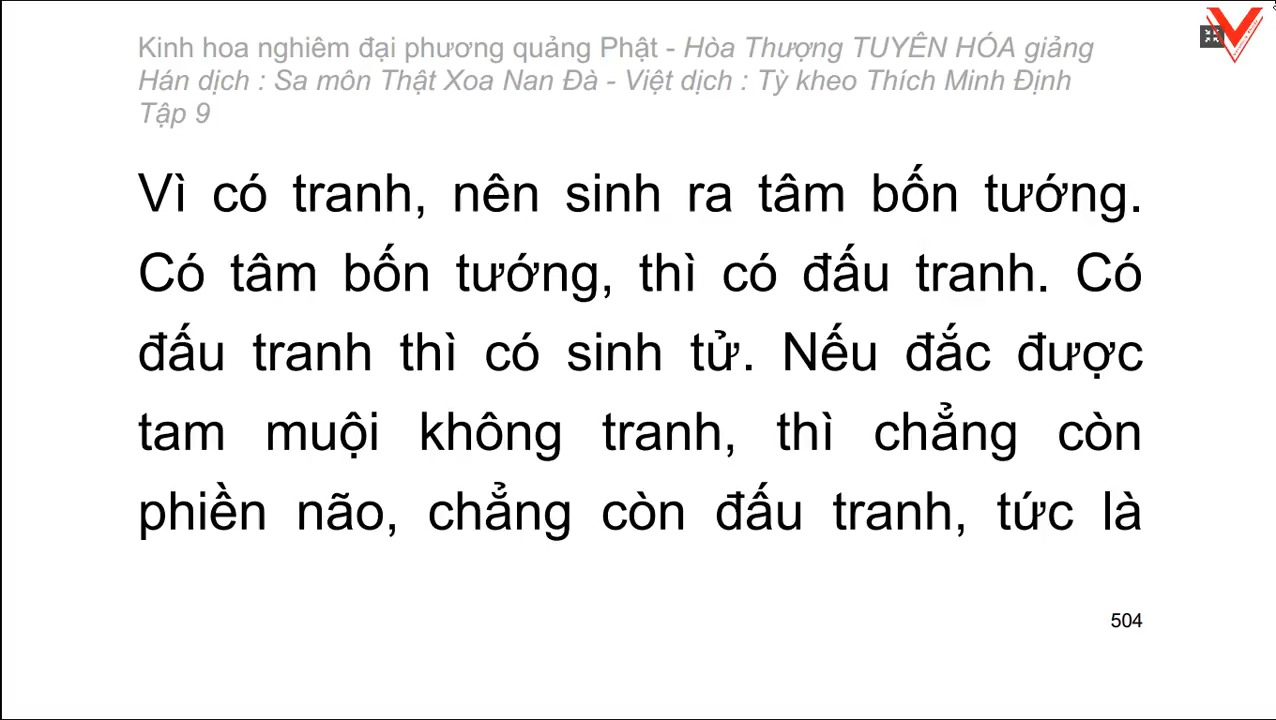 Kinh hoa nghiêm đại phương quảng Phật - Hòa Thượng TUYÊN HÓA giảng
Hán dịch : Sa môn Thật Xoa Nan Đà - Việt dịch : Tỳ kheo Thích Minh Định
Tập 9
Vì có tranh, nên sinh ra tâm bốn tướng.
Có tâm bốn tướng, thì có đấu tranh. Có
đấu tranh thì có sinh tử. Nếu đắc được
tam muội không tranh, thì chẳng còn
phiền não, chẳng còn đấu tranh, tức là
504